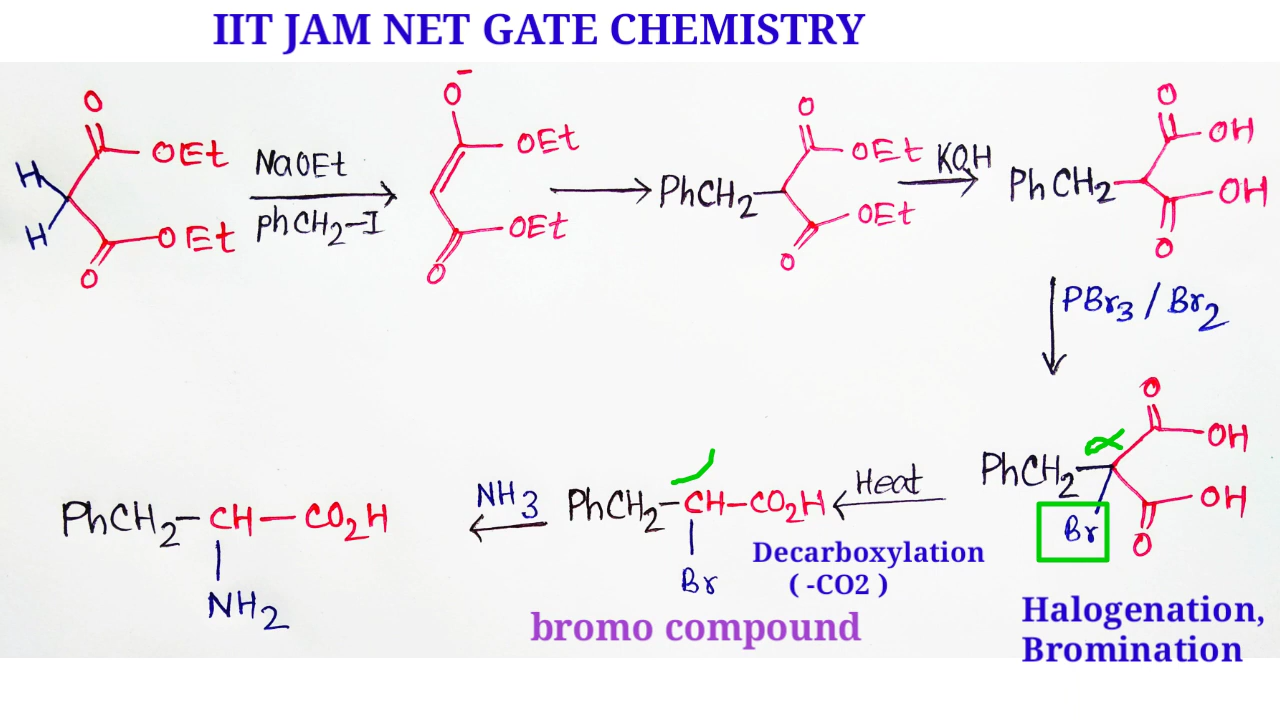 IIT JAM NET GATE CHEMISTRY
O
OEt
H
H
OEt
O
NaOEt
PhCH2-I
O-
OEt
OEt
O
O
PhCH2
OEt
OEt
O
KOH
O
OH
PhCH2
OH
O
PBr3 / Br2
O
α
OH
PhCH2
OH
Br
O
Halogenation,
Bromination
Heat
Decarboxylation
( -CO2 )
PhCH2-CH-CO2H
Br
bromo compound
NH3
PhCH2-CH-CO2H
NH2